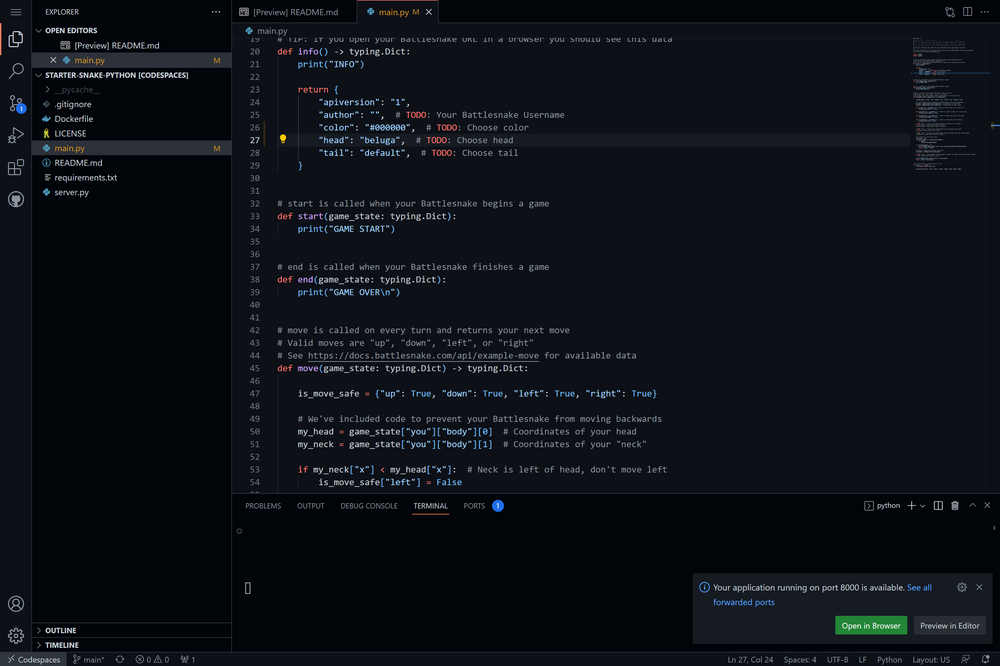 EXPLORER
OPEN EDITORS
[Preview] README.md
main.py M
STARTER-SNAKE-PYTHON [CODESPACES]
__pycache__
.gitignore
Dockerfile
LICENSE
main.py M
README.md
requirements.txt
server.py
OUTLINE
TIMELINE
1
[Preview] README.md
main.py M
main.py
19 # TIP: If you open your Battlesnake URL in a browser you should see this data
20 def info() -> typing.Dict:
21 print("INFO")
22
23 return {
24 "apiversion": "1",
25 "author": "", # TODO: Your Battlesnake Username
26 "color": "#000000", # TODO: Choose color
27 "head": "beluga", # TODO: Choose head
28 "tail": "default", # TODO: Choose tail
29 }
30
31
32 # start is called when your Battlesnake begins a game
33 def start(game_state: typing.Dict):
34 print("GAME START")
35
36
37 # end is called when your Battlesnake finishes a game
38 def end(game_state: typing.Dict):
39 print("GAME OVER\n")
40
41
42 # move is called on every turn and returns your next move
43 # Valid moves are "up", "down", "left", or "right"
44 # See https://docs.battlesnake.com/api/example-move for available data
45 def move(game_state: typing.Dict) -> typing.Dict:
46
47 is_move_safe = {"up": True, "down": True, "left": True, "right": True}
48
49 # We've included code to prevent your Battlesnake from moving backwards
50 my_head = game_state["you"]["body"][0] # Coordinates of your head
51 my_neck = game_state["you"]["body"][1] # Coordinates of your "neck"
52
53 if my_neck["x"] < my_head["x"]: # Neck is left of head, don't move left
54 is_move_safe["left"] = False
PROBLEMS OUTPUT DEBUG CONSOLE TERMINAL PORTS 1
python
Your application running on port 8000 is available. See all
forwarded ports
Open in Browser Preview in Editor
Codespaces main* 0 0 1
Ln 27, Col 24 Spaces: 4 UTF-8 LF Python Layout: US